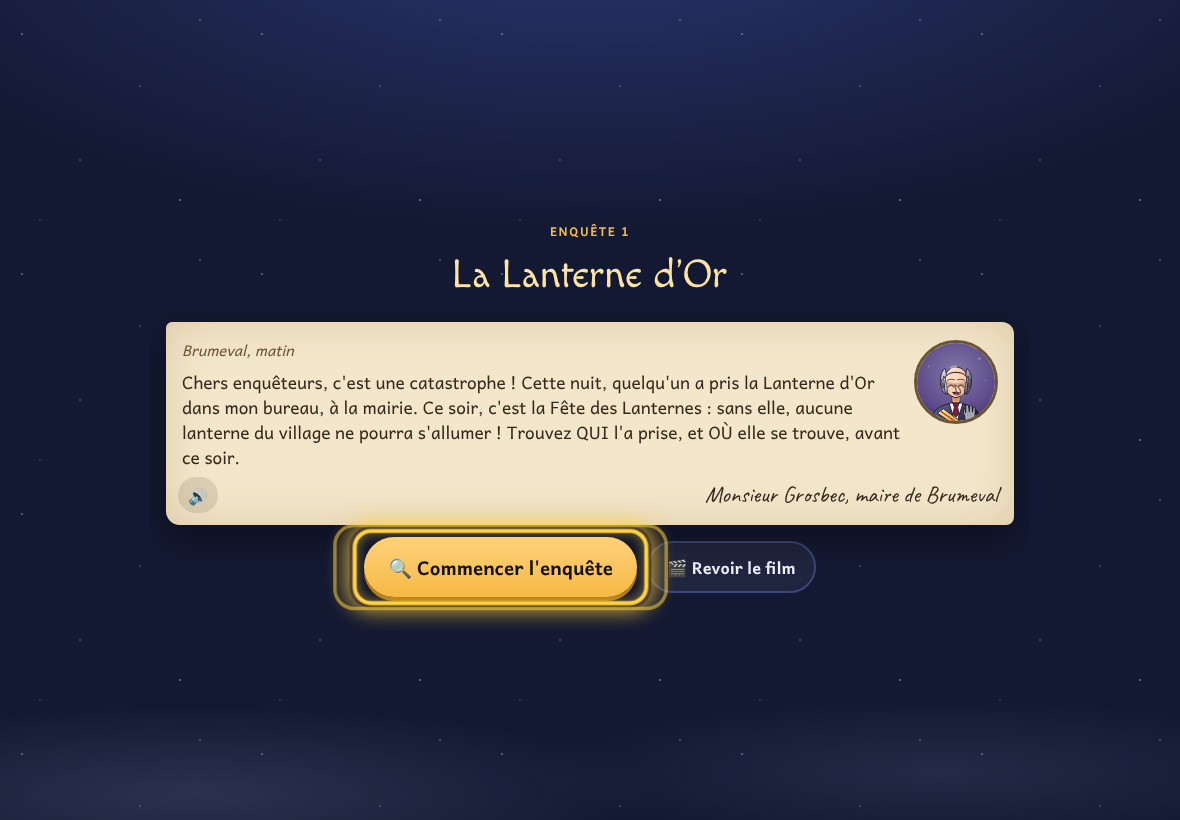 ENQUÊTE 1
La Lanterne d'Or
Brumeval, matin
Chers enquêteurs, c'est une catastrophe ! Cette nuit, quelqu'un a pris la Lanterne d'Or
dans mon bureau, à la mairie. Ce soir, c'est la Fête des Lanternes : sans elle, aucune
lanterne du village ne pourra s'allumer ! Trouvez QUI l'a prise, et OÙ elle se trouve, avant
ce soir.
Monsieur Grosbec, maire de Brumeval
🔍 Commencer l'enquête
🎬 Revoir le film